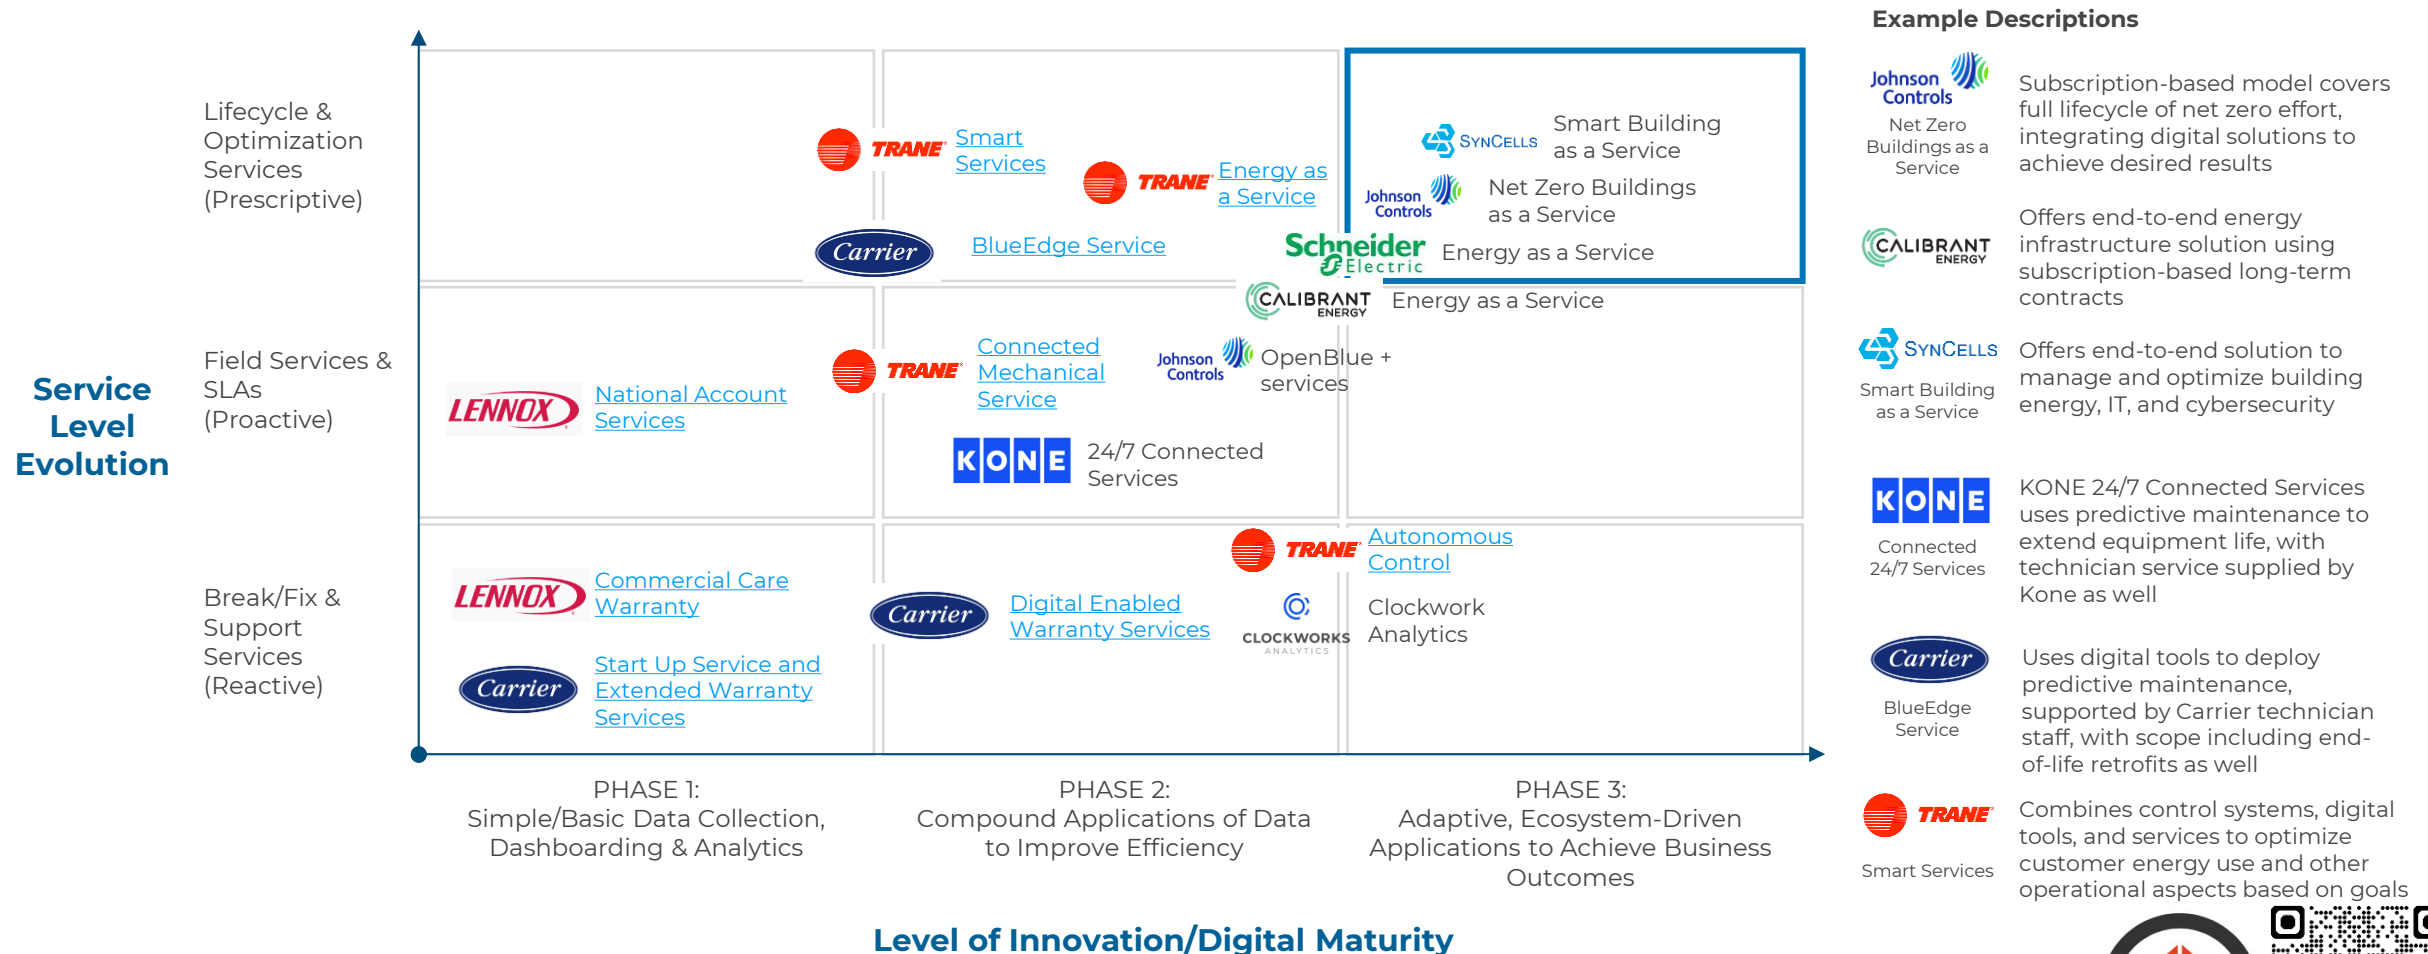 Example Descriptions
Lifecycle &
Optimization
Services
(Prescriptive)
TRANE
Smart
Services
TRANE
Energy as
a Service
Carrier
BlueEdge Service
SYNCELLS
Smart Building
as a Service
Johnson
Controls
Net Zero Buildings
as a Service
Schneider
Electric
Energy as a Service
CALIBRANT
ENERGY
Energy as a Service
Service
Level
Evolution
Field Services &
SLAs
(Proactive)
LENNOX
National Account
Services
TRANE
Connected
Mechanical
Service
Johnson
Controls
OpenBlue +
services
KONE
24/7 Connected
Services
Break/Fix &
Support
Services
(Reactive)
LENNOX
Commercial Care
Warranty
Carrier
Start Up Service and
Extended Warranty
Services
Carrier
Digital Enabled
Warranty Services
TRANE
Autonomous
Control
CLOCKWORKS
ANALYTICS
Clockwork
Analytics
PHASE 1:
Simple/Basic Data Collection,
Dashboarding & Analytics
PHASE 2:
Compound Applications of Data
to Improve Efficiency
PHASE 3:
Adaptive, Ecosystem-Driven
Applications to Achieve Business
Outcomes
Level of Innovation/Digital Maturity
Johnson
Controls
Net Zero
Buildings as a
Service
Subscription-based model covers
full lifecycle of net zero effort,
integrating digital solutions to
achieve desired results
CALIBRANT
ENERGY
Offers end-to-end energy
infrastructure solution using
subscription-based long-term
contracts
SYNCELLS
Smart Building
as a Service
Offers end-to-end solution to
manage and optimize building
energy, IT, and cybersecurity
KONE
Connected
24/7 Services
KONE 24/7 Connected Services
uses predictive maintenance to
extend equipment life, with
technician service supplied by
Kone as well
Carrier
BlueEdge
Service
Uses digital tools to deploy
predictive maintenance,
supported by Carrier technician
staff, with scope including end-
of-life retrofits as well
TRANE
Smart Services
Combines control systems, digital
tools, and services to optimize
customer energy use and other
operational aspects based on goals